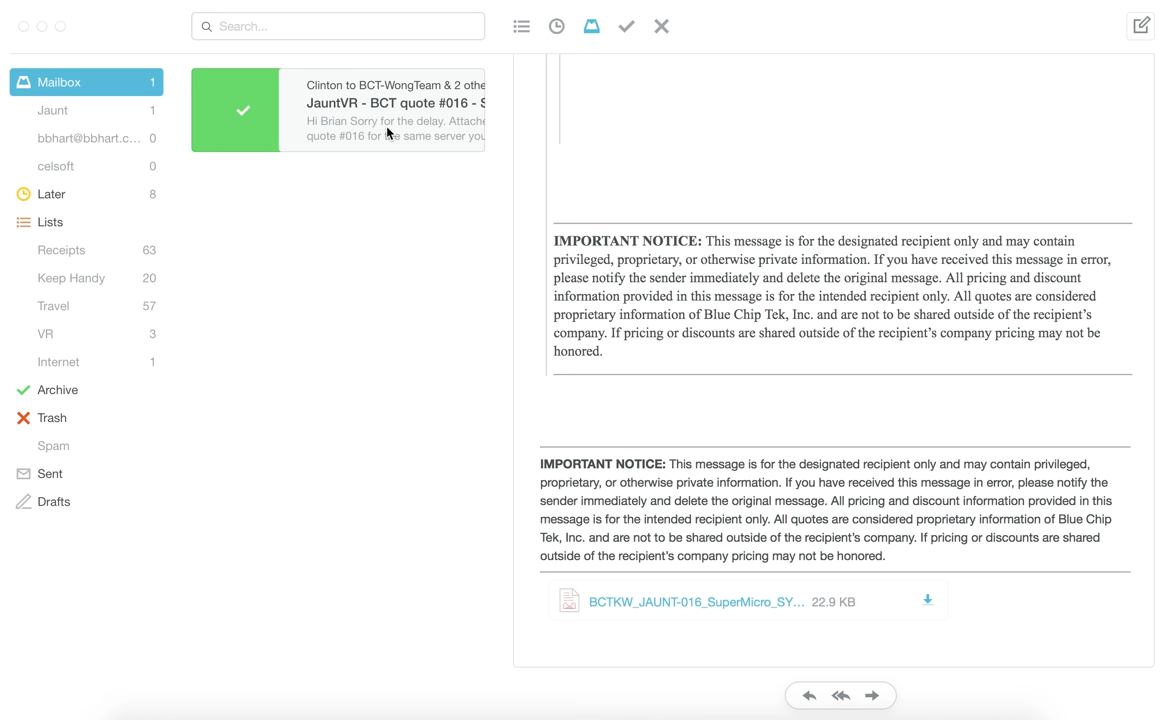 Search...
Mailbox 1
Jaunt 1
bbhart@bbhart.c... 0
celsoft 0
Later 8
Lists
Receipts 63
Keep Handy 20
Travel 57
VR 3
Internet 1
Archive
Trash
Spam
Sent
Drafts
Clinton to BCT-WongTeam & 2 othe
JauntVR - BCT quote #016 - S
Hi Brian Sorry for the delay. Attache
quote #016 for the same server you
IMPORTANT NOTICE: This message is for the designated recipient only and may contain
privileged, proprietary, or otherwise private information. If you have received this message in error,
please notify the sender immediately and delete the original message. All pricing and discount
information provided in this message is for the intended recipient only. All quotes are considered
proprietary information of Blue Chip Tek, Inc. and are not to be shared outside of the recipient's
company. If pricing or discounts are shared outside of the recipient's company pricing may not be
honored.
IMPORTANT NOTICE: This message is for the designated recipient only and may contain privileged,
proprietary, or otherwise private information. If you have received this message in error, please notify the
sender immediately and delete the original message. All pricing and discount information provided in this
message is for the intended recipient only. All quotes are considered proprietary information of Blue Chip
Tek, Inc. and are not to be shared outside of the recipient's company. If pricing or discounts are shared
outside of the recipient's company pricing may not be honored.
BCTKW_JAUNT-016_SuperMicro_SY... 22.9 KB